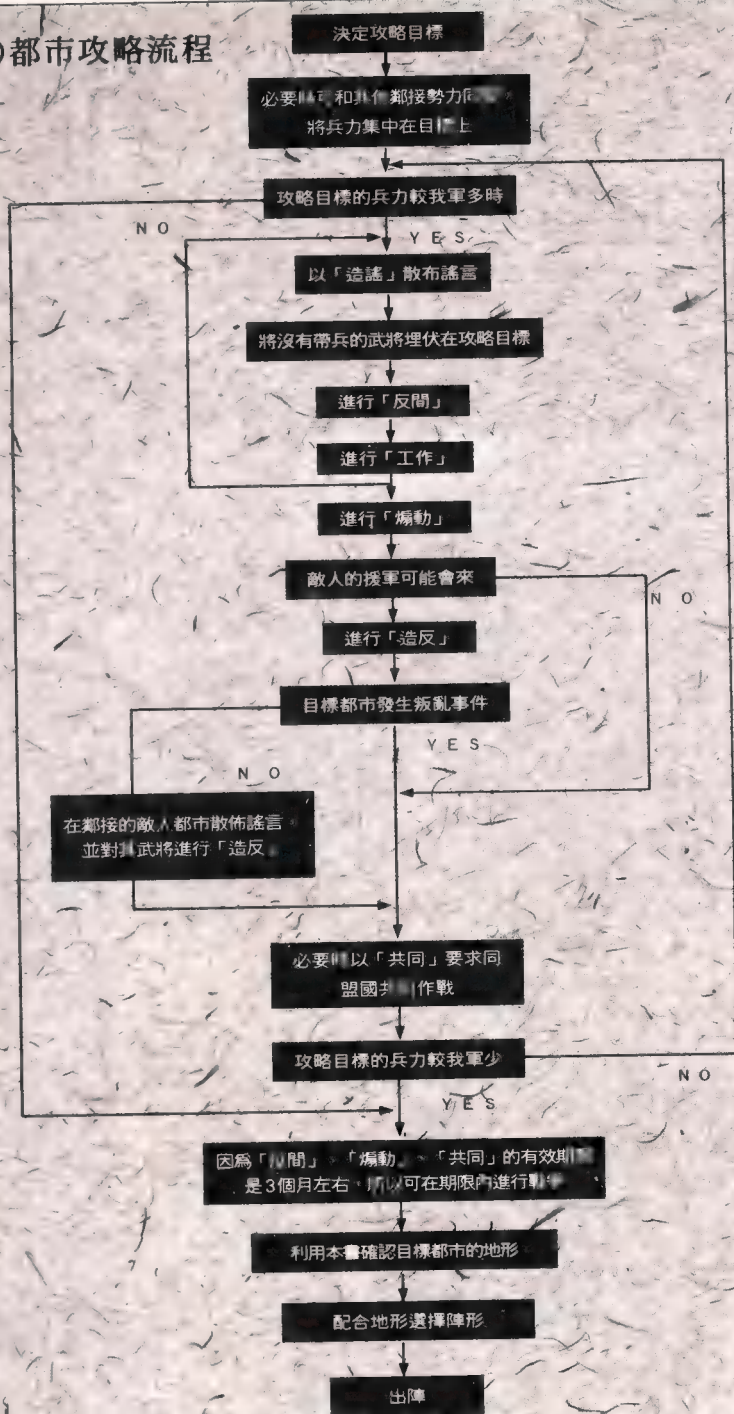 都市攻略流程
決定攻略目標
必要 和其他鄰接勢力同
將兵力集中在目 上
攻略目標的兵力較我軍多時
NO
YES
以「造謠」散布謠言
將沒有帶兵的武將埋伏在攻略目標
進行「反間」
進行「工作」
進行「煽動」
敵人的援軍可能會來
NO
進行「造反」
目標都市發生叛亂事件
YES
NO
在鄰接的敵人都市散佈謠言。
並對其武將進行「造反」
必要 以「共同」要求同
盟國共 作戰
攻略目標的兵力較我軍少
NO
YES
因爲「 間」、「煽動」、「共同」的有效期
是3個月左右, 以可在期限內進行戰
利用本書確認目標都市的地形
配合地形選擇陣形
出陣